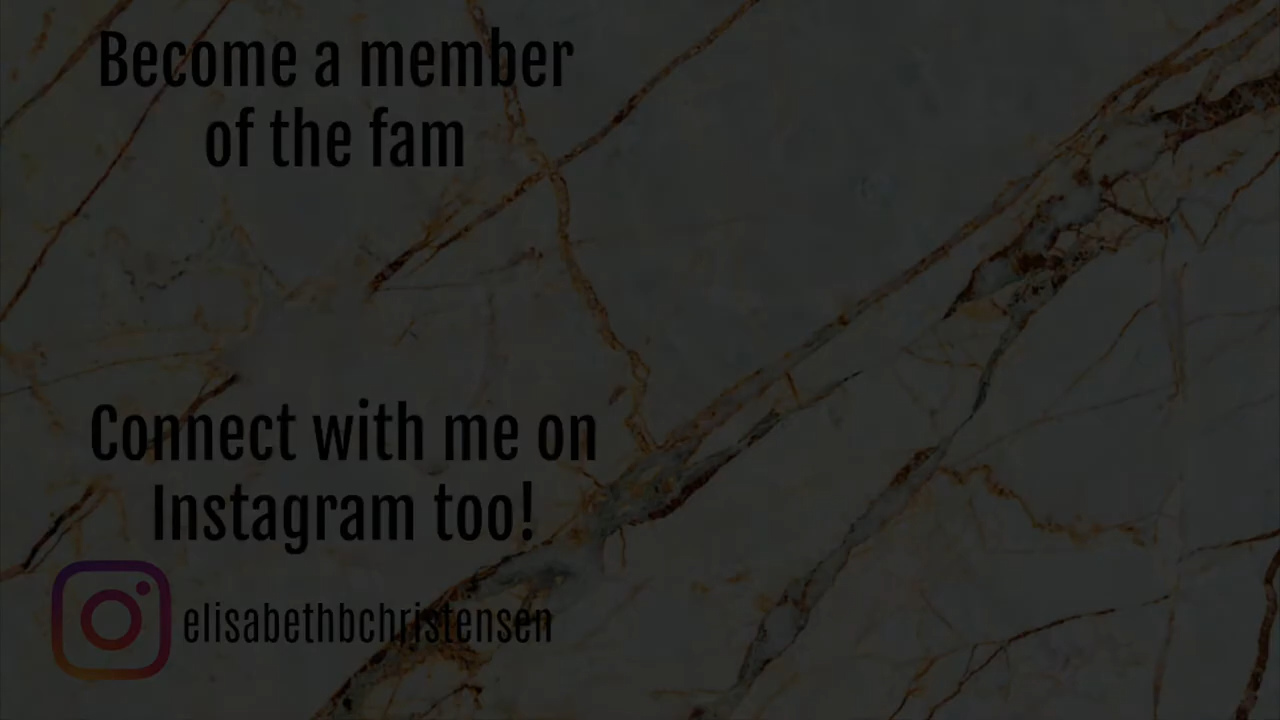 Become a member
of the fam
Connect with me on
Instagram too!
elisabethbchristensen